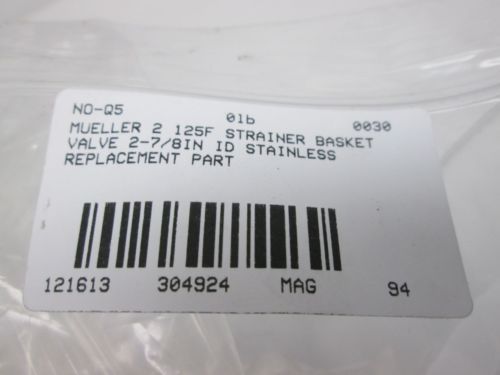 NO-Q5 01b 0030
MUELLER 2 125F STRAINER BASKET
VALVE 2-7/8IN ID STAINLESS
REPLACEMENT PART
121613 304924 MAG 94